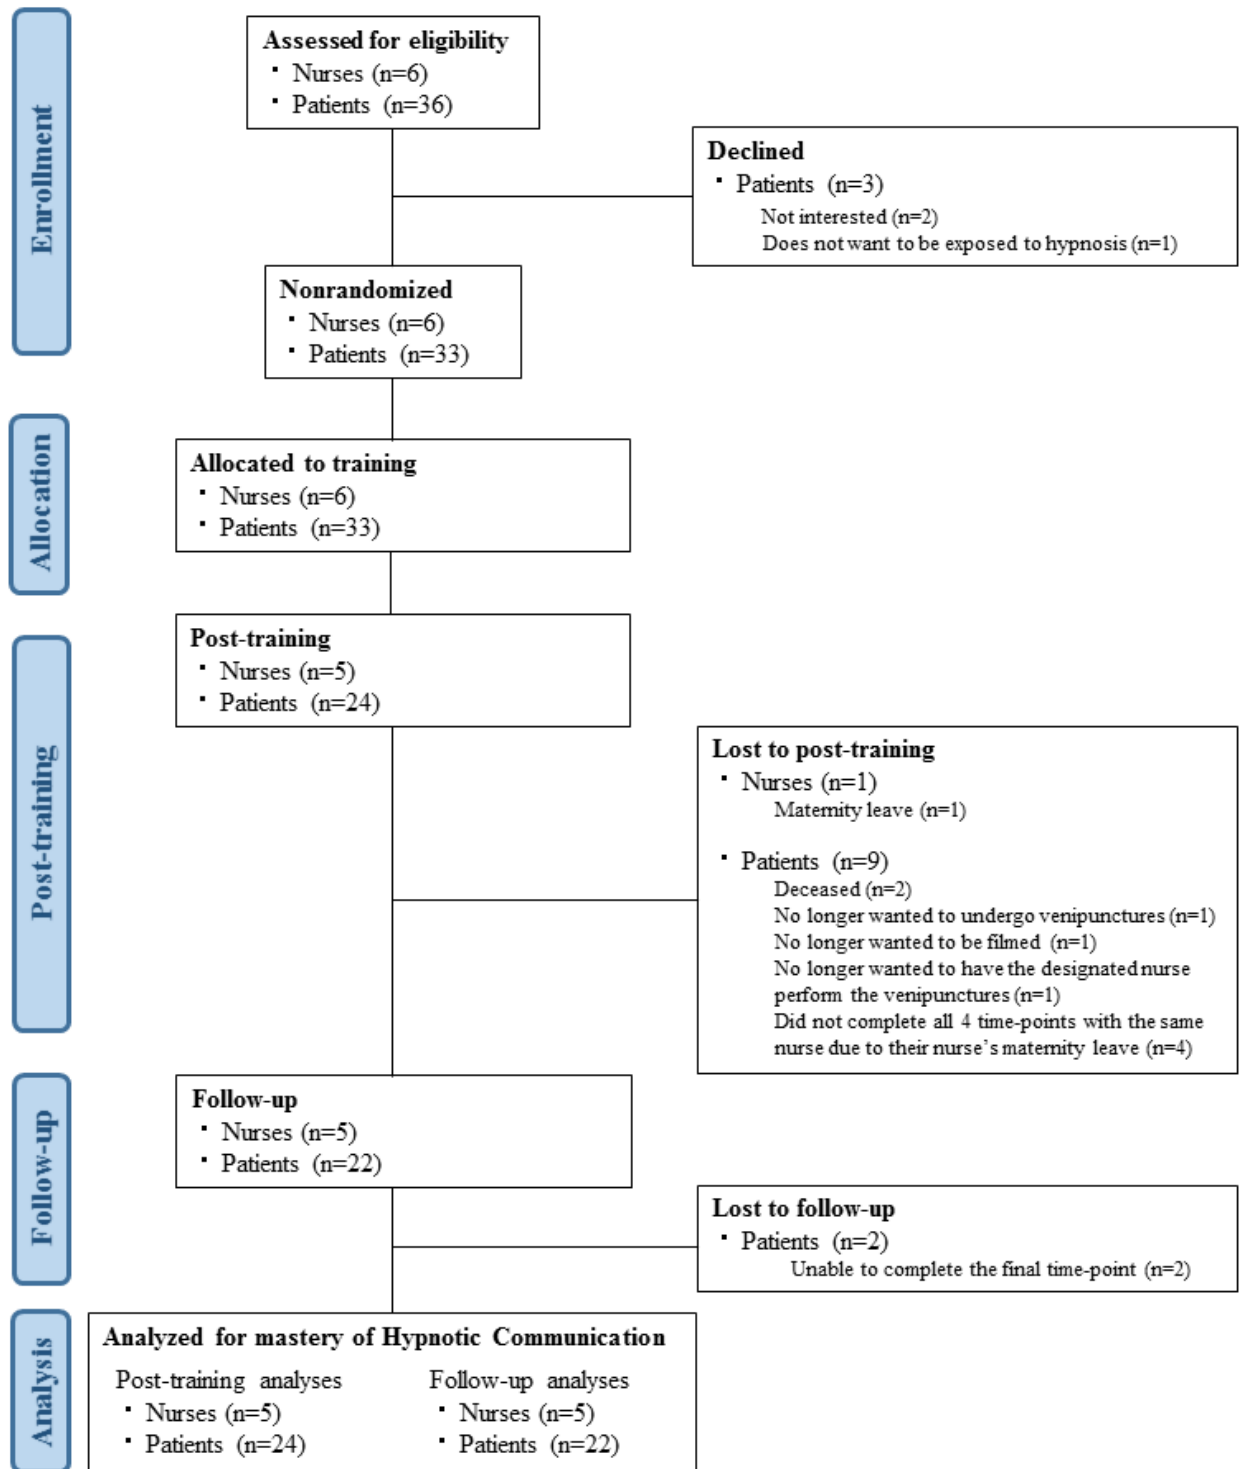 Enrollment
Assessed for eligibility
▪ Nurses (n=6)
▪ Patients (n=36)
Declined
▪ Patients (n=3)
Not interested (n=2)
Does not want to be exposed to hypnosis (n=1)
Nonrandomized
▪ Nurses (n=6)
▪ Patients (n=33)
Allocation
Allocated to training
▪ Nurses (n=6)
▪ Patients (n=33)
Post-training
Post-training
▪ Nurses (n=5)
▪ Patients (n=24)
Lost to post-training
▪ Nurses (n=1)
Maternity leave (n=1)
▪ Patients (n=9)
Deceased (n=2)
No longer wanted to undergo venipunctures (n=1)
No longer wanted to be filmed (n=1)
No longer wanted to have the designated nurse
perform the venipunctures (n=1)
Did not complete all 4 time-points with the same
nurse due to their nurse's maternity leave (n=4)
Follow-up
Follow-up
▪ Nurses (n=5)
▪ Patients (n=22)
Lost to follow-up
▪ Patients (n=2)
Unable to complete the final time-point (n=2)
Analysis
Analyzed for mastery of Hypnotic Communication
Post-training analyses
▪ Nurses (n=5)
▪ Patients (n=24)
Follow-up analyses
▪ Nurses (n=5)
▪ Patients (n=22)